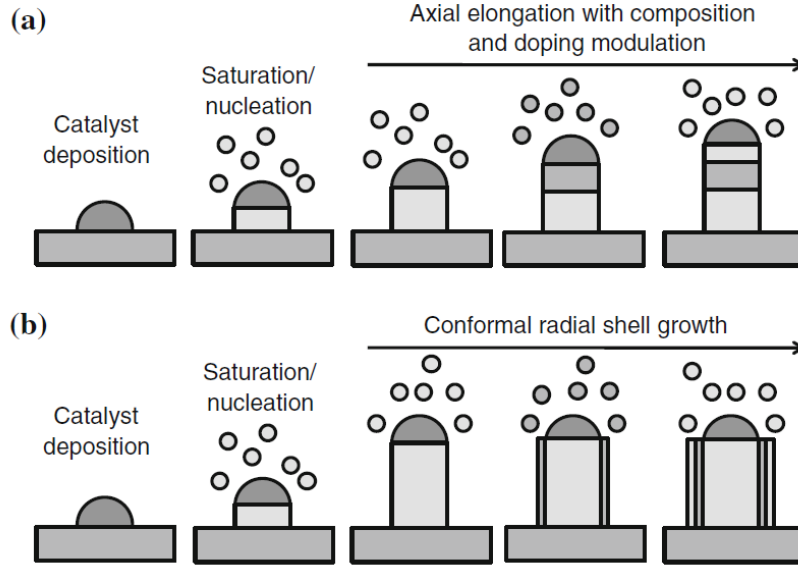 (a)
Axial elongation with composition
and doping modulation
Saturation/
nucleation
Catalyst
deposition
(b)
Conformal radial shell growth
Saturation/
nucleation
Catalyst
deposition